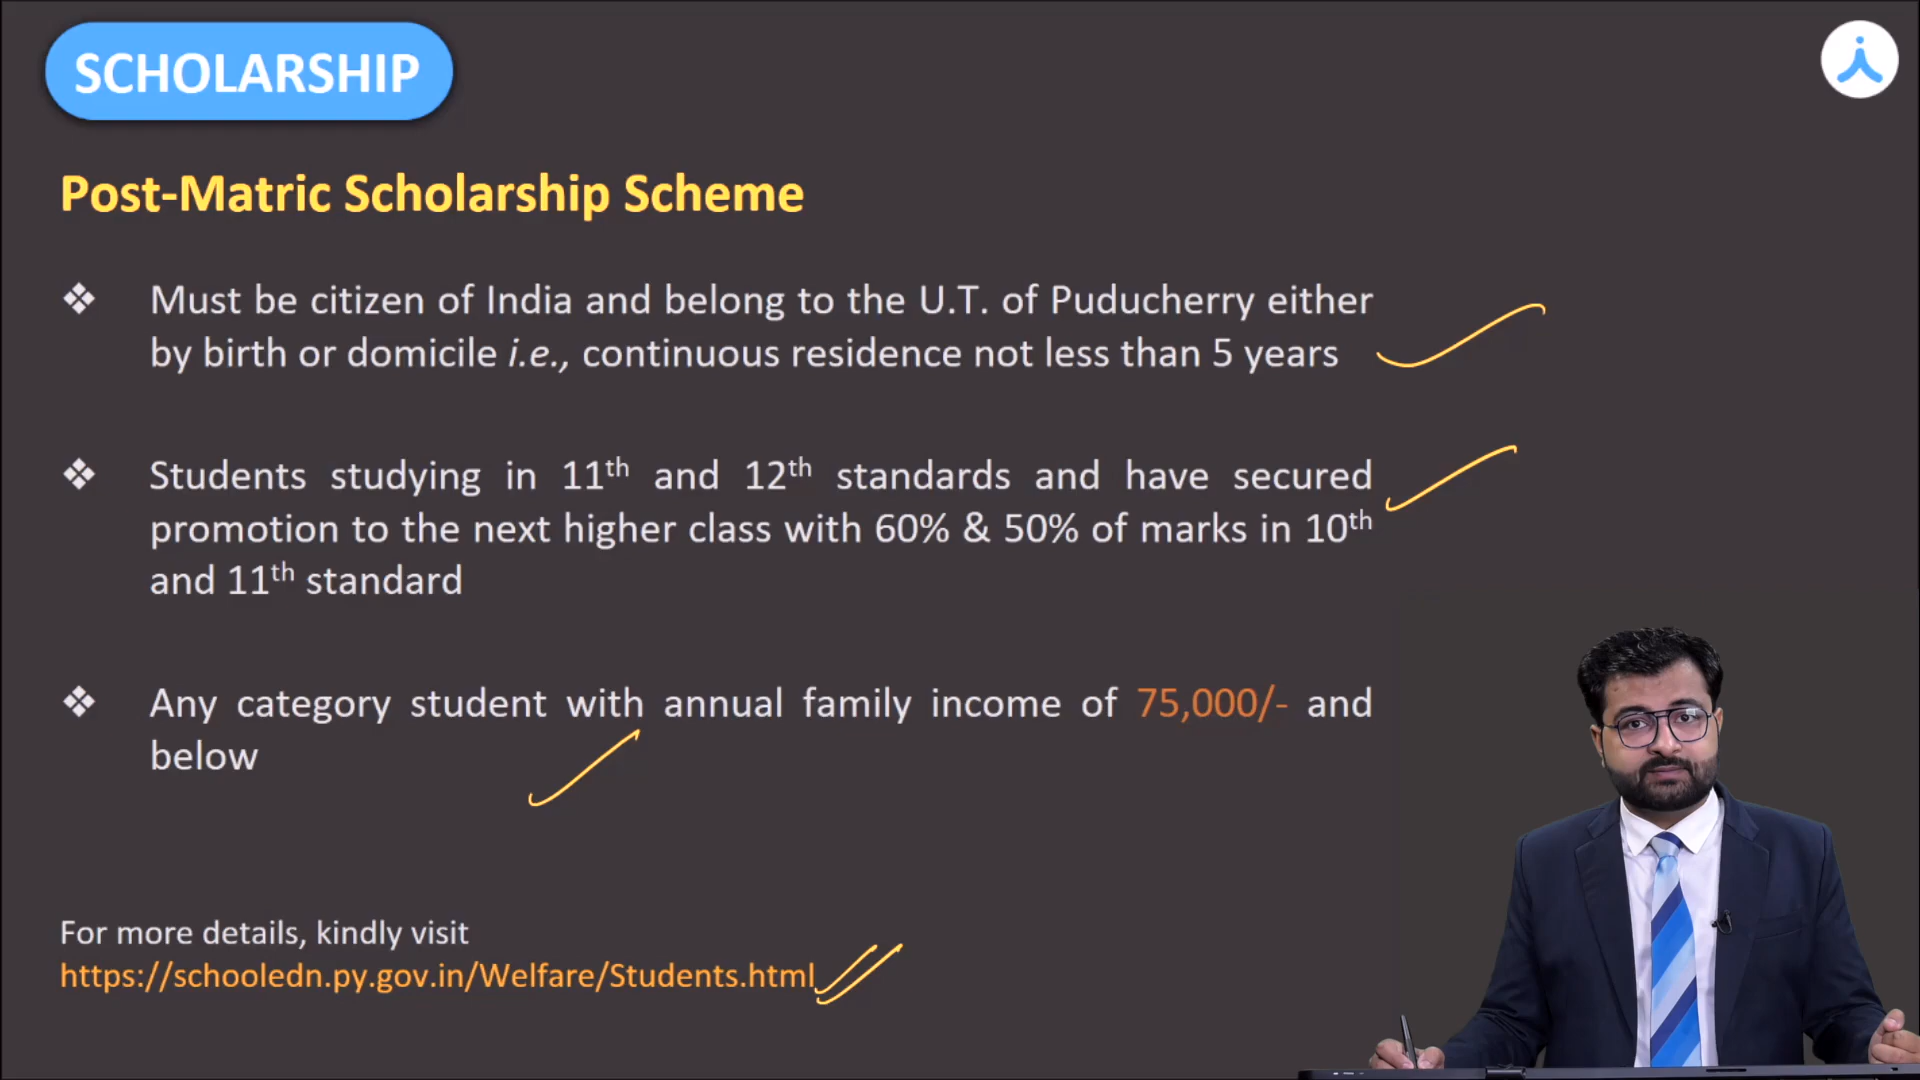 SCHOLARSHIP
Post-Matric Scholarship Scheme
❖ Must be citizen of India and belong to the U.T. of Puducherry either
by birth or domicile i.e., continuous residence not less than 5 years
❖ Students studying in 11th and 12th standards and have secured
promotion to the next higher class with 60% & 50% of marks in 10th
and 11th standard
❖ Any category student with annual family income of 75,000/- and
below
For more details, kindly visit
https://schooledn.py.gov.in/Welfare/Students.html